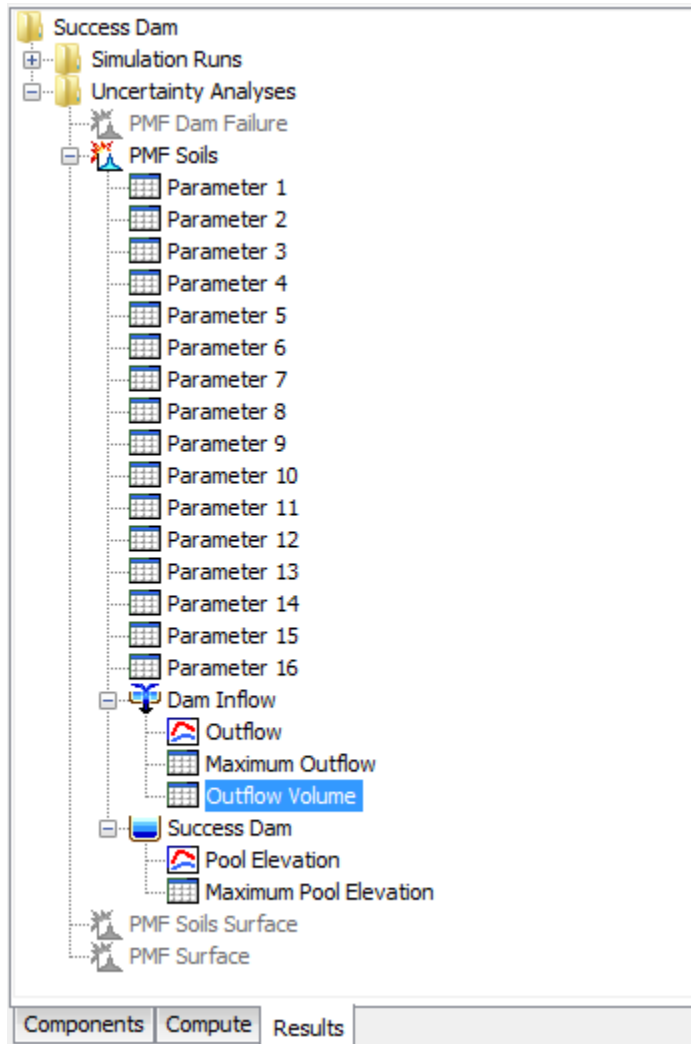 Success Dam
Simulation Runs
Uncertainty Analyses
PMF Dam Failure
PMF Soils
Parameter 1
Parameter 2
Parameter 3
Parameter 4
Parameter 5
Parameter 6
Parameter 7
Parameter 8
Parameter 9
Parameter 10
Parameter 11
Parameter 12
Parameter 13
Parameter 14
Parameter 15
Parameter 16
Dam Inflow
Outflow
Maximum Outflow
Outflow Volume
Success Dam
Pool Elevation
Maximum Pool Elevation
PMF Soils Surface
PMF Surface
Components Compute Results